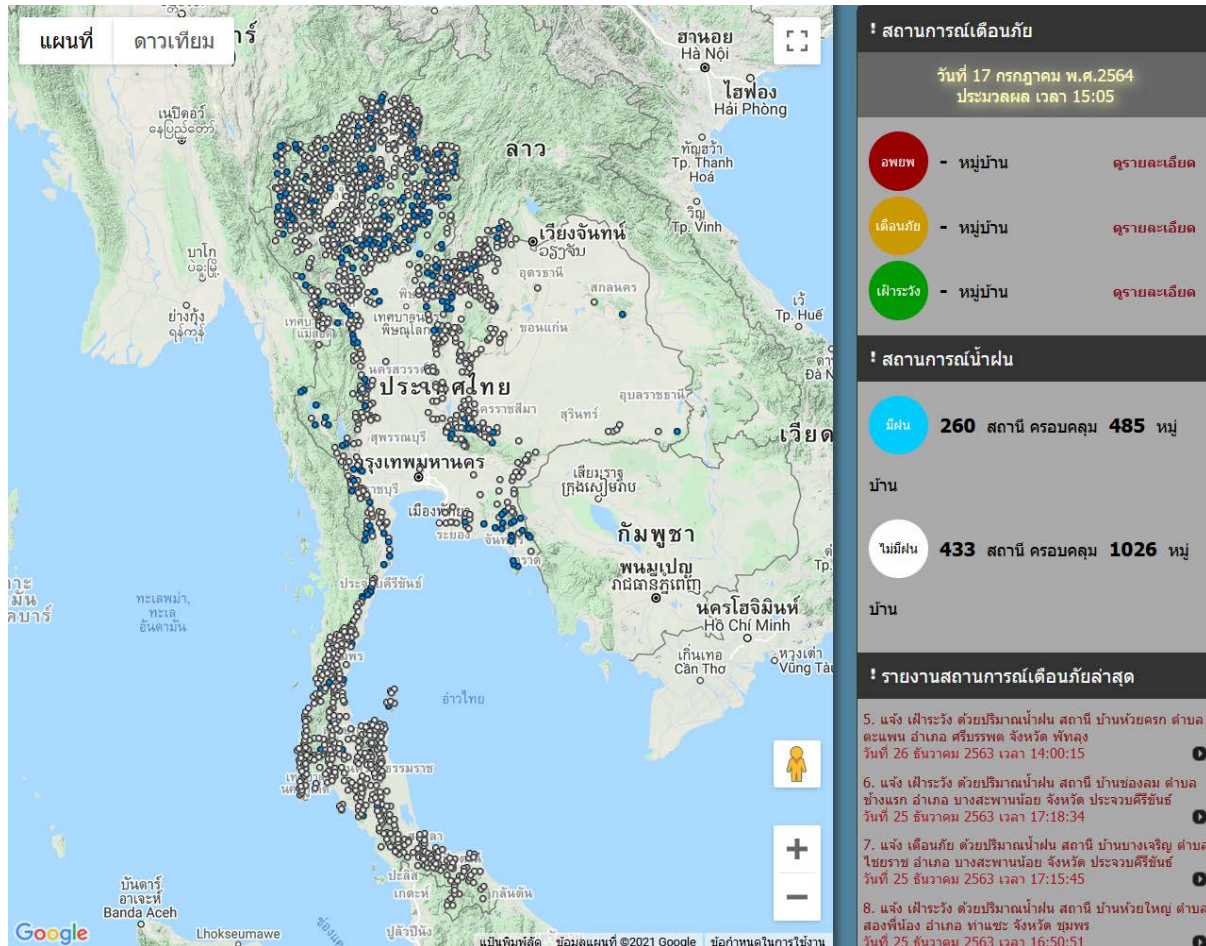 แผนที่
ดาวเทียม
ฮานอย
Hà Nội
ไฮฟอง
Hải Phòng
เนปิดอว์
နေပြည်တော်
ลาว
ทัญฮว้า
Tp. Thanh
Hoá
วิญ
Tp. Vinh
เวียงจันทน์
ວຽງຈັນ
อุดรธานี
สกลนคร
บาโก
ပဲခူးမြို့
ย่างกุ้ง
ရန်ကုန်
เว้
Tp. Huế
เทศบาลน
พิษณุโลก
ขอนแก่น
นครสวรรค์
ประเทศไทย
อุบลราชธานี
สุรินทร์
สุพรรณบุรี
กรุงเทพมหานคร
เสียมราฐ
ក្រុងសៀមរាប
ระยอง
กัมพูชา
พนมเปญ
រាជធានីភ្នំពេញ
ประจวบคีรีขันธ์
นครโฮจิมินห์
Hồ Chí Minh
ทะเลพม่า,
ทะเล
อันดามัน
เกิ่นเทอ
Cần Thơ
หวุงเต่า
Vũng Tàu
อ่าวไทย
บันดาร์
อาเจะห์
Banda Aceh
Lhokseumawe
ปูเลาปีนัง
Google
แป้นพิมพ์ลัด
ข้อมูลแผนที่ ©2021 Google
ข้อกำหนดในการใช้งาน
! สถานการณ์เตือนภัย
วันที่ 17 กรกฎาคม พ.ศ.2564
ประมวลผล เวลา 15:05
อพยพ - หมู่บ้าน ดูรายละเอียด
เตือนภัย - หมู่บ้าน ดูรายละเอียด
เฝ้าระวัง - หมู่บ้าน ดูรายละเอียด
! สถานการณ์น้ำฝน
มีฝน 260 สถานี ครอบคลุม 485 หมู่
บ้าน
ไม่มีฝน 433 สถานี ครอบคลุม 1026 หมู่
บ้าน
! รายงานสถานการณ์เตือนภัยล่าสุด
5. แจ้ง เฝ้าระวัง ด้วยปริมาณน้ำฝน สถานี บ้านห้วยครก ตำบล
ตะแพน อำเภอ ศรีบรรพต จังหวัด พัทลุง
วันที่ 26 ธันวาคม 2563 เวลา 14:00:15
6. แจ้ง เฝ้าระวัง ด้วยปริมาณน้ำฝน สถานี บ้านช่องลม ตำบล
ช้างแรก อำเภอ บางสะพานน้อย จังหวัด ประจวบคีรีขันธ์
วันที่ 25 ธันวาคม 2563 เวลา 17:18:34
7. แจ้ง เตือนภัย ด้วยปริมาณน้ำฝน สถานี บ้านบางเจริญ ตำบล
ไชยราช อำเภอ บางสะพานน้อย จังหวัด ประจวบคีรีขันธ์
วันที่ 25 ธันวาคม 2563 เวลา 17:15:45
8. แจ้ง เฝ้าระวัง ด้วยปริมาณน้ำฝน สถานี บ้านห้วยใหญ่ ตำบล
สองพี่น้อง อำเภอ ท่าแซะ จังหวัด ชุมพร
วันที่ 25 ธันวาคม 2563 เวลา 16:50:51